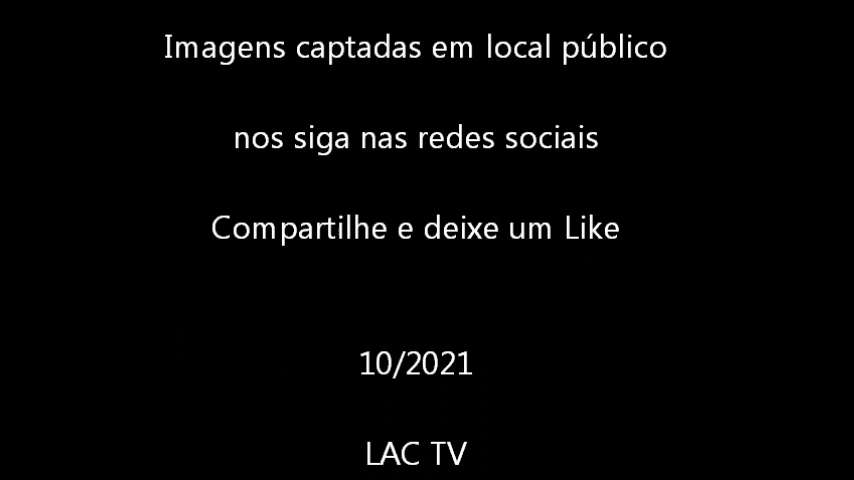 Imagens captadas em local público
nos siga nas redes sociais
Compartilhe e deixe um Like
10/2021
LAC TV